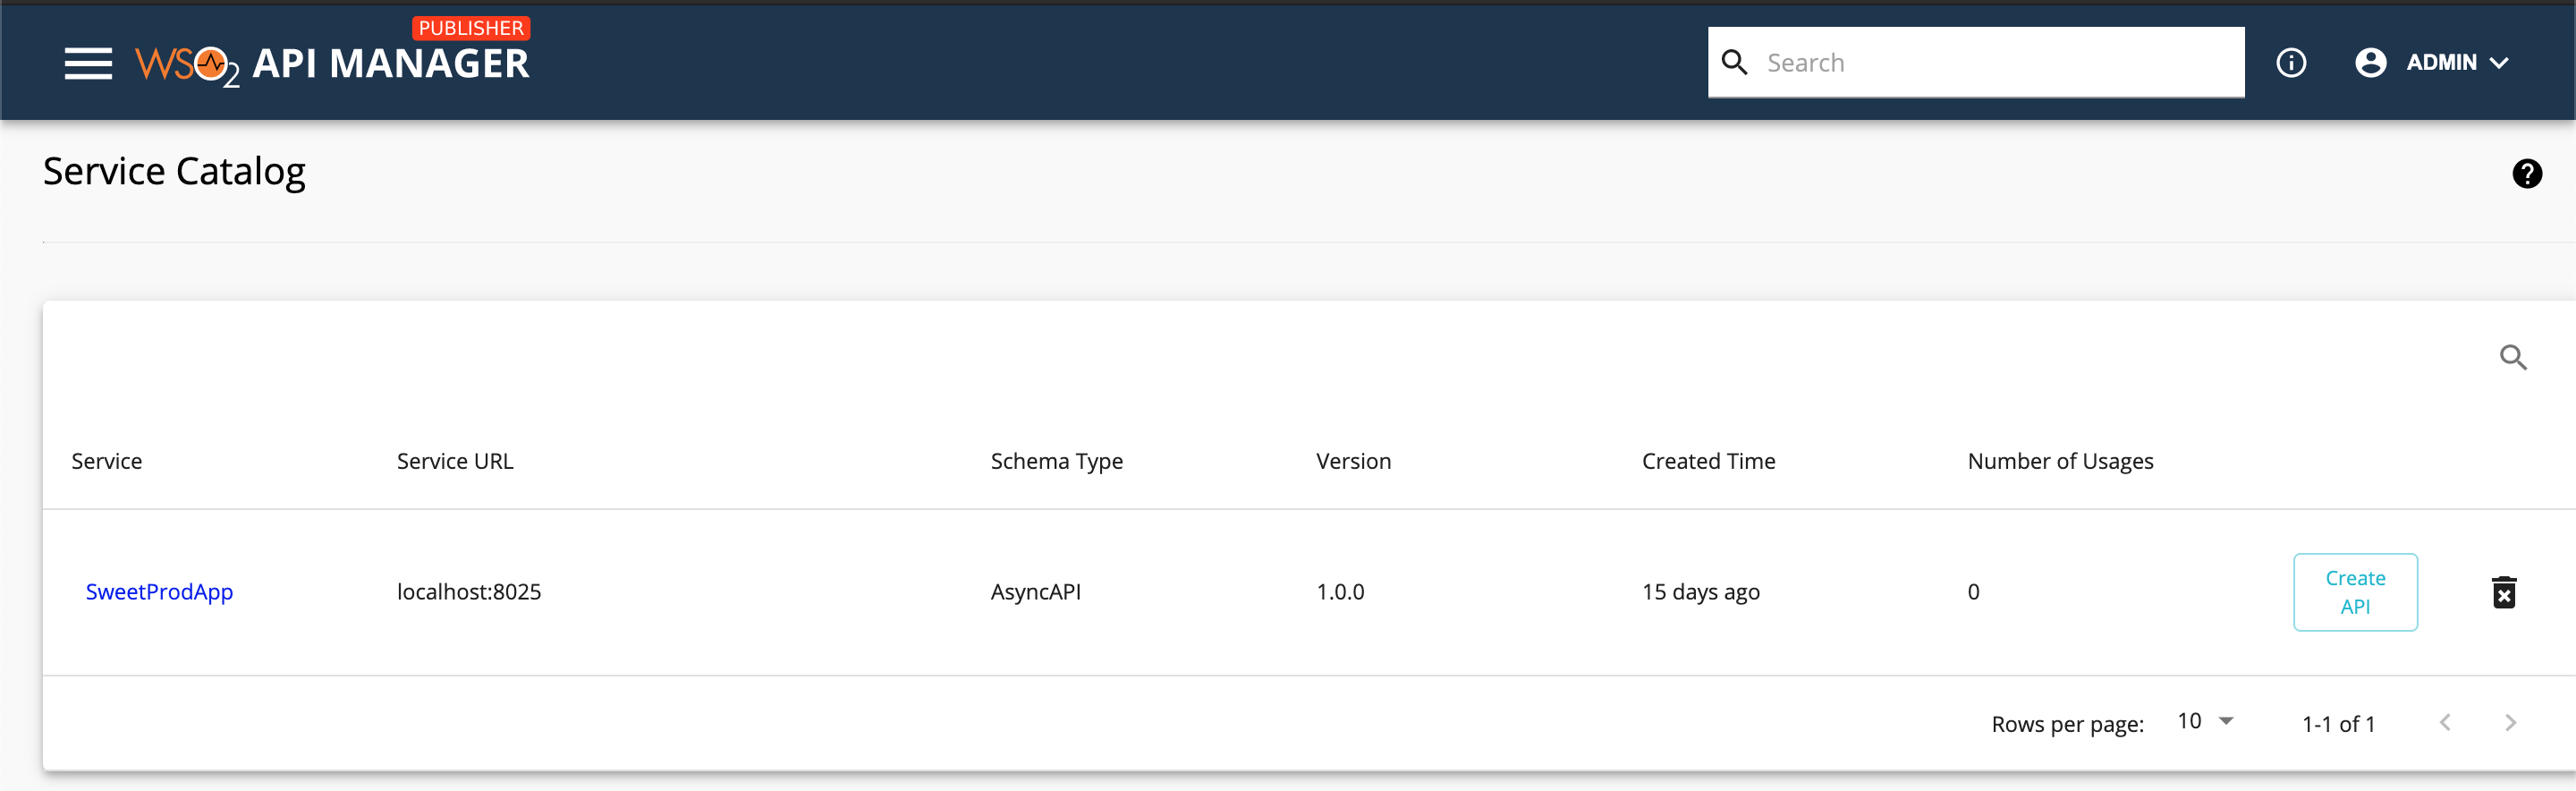 PUBLISHER
WSO2 API MANAGER
Search
ADMIN
Service Catalog
Service Service URL Schema Type Version Created Time Number of Usages
SweetProdApp localhost:8025 AsyncAPI 1.0.0 15 days ago 0 Create
API
Rows per page: 10 1-1 of 1